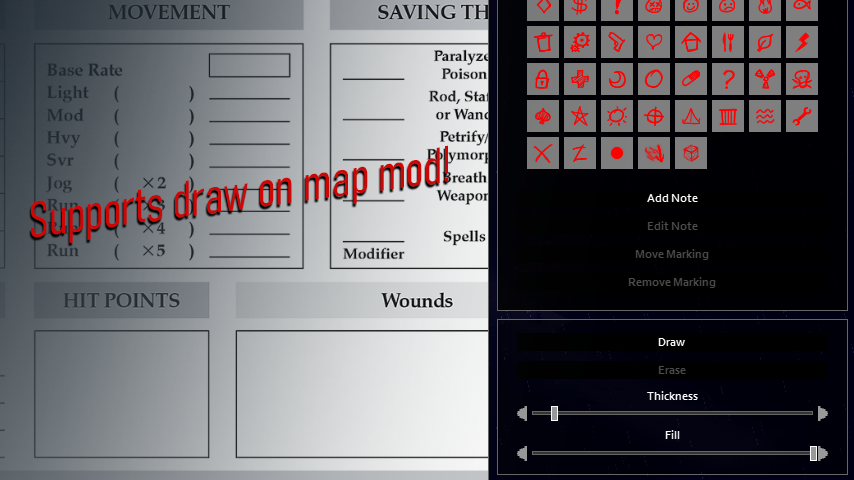 MOVEMENT
Base Rate
Light ( )
Mod ( )
Hvy ( )
Svr ( )
Jog ( ×2 )
Run
( ×4 )
Run ( ×5 )
SAVING TH
Paralyze
Poison
Rod, Staf
or Wand
Petrify/
Polymorp
Breath
Weapon
Spells
Modifier
Supports draw on map mod!
HIT POINTS
Wounds
Add Note
Edit Note
Move Marking
Remove Marking
Draw
Erase
Thickness
Fill